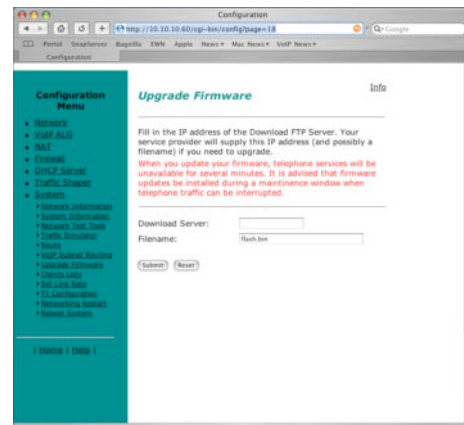 Configuration
http://10.10.10.60/cgi-bin/config?page=18
Google
Portal SnapServer Bugzilla EWN Apple News Mac News VoIP News
Configuration
Configuration
Menu
Network
VoIP ALG
NAT
Firewall
DHCP Server
Traffic Shaper
System
Network Information
System Information
Network Test Tools
Traffic Simulator
Route
VoIP Subnet Routing
Upgrade Firmware
Clients List
Set Link Rate
T1 Configuration
Networking Restart
Reboot System
| Home | Help |
Info
Upgrade Firmware
Fill in the IP address of the Download FTP Server. Your
service provider will supply this IP address (and possibly a
filename) if you need to upgrade.
When you update your firmware, telephone services will be
unavailable for several minutes. It is advised that firmware
updates be installed during a maintinence window when
telephone traffic can be interrupted.
Download Server:
Filename: flash.bin
Submit Reset